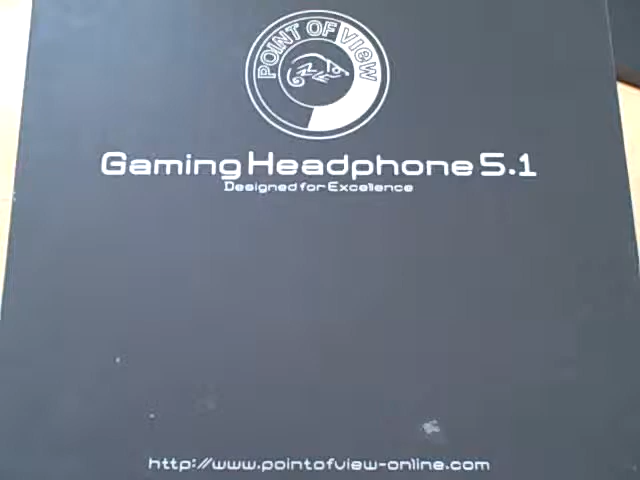 POINT OF VIEW
Gaming Headphone 5.1
Designed for Excellence
http://www.pointofview-online.com